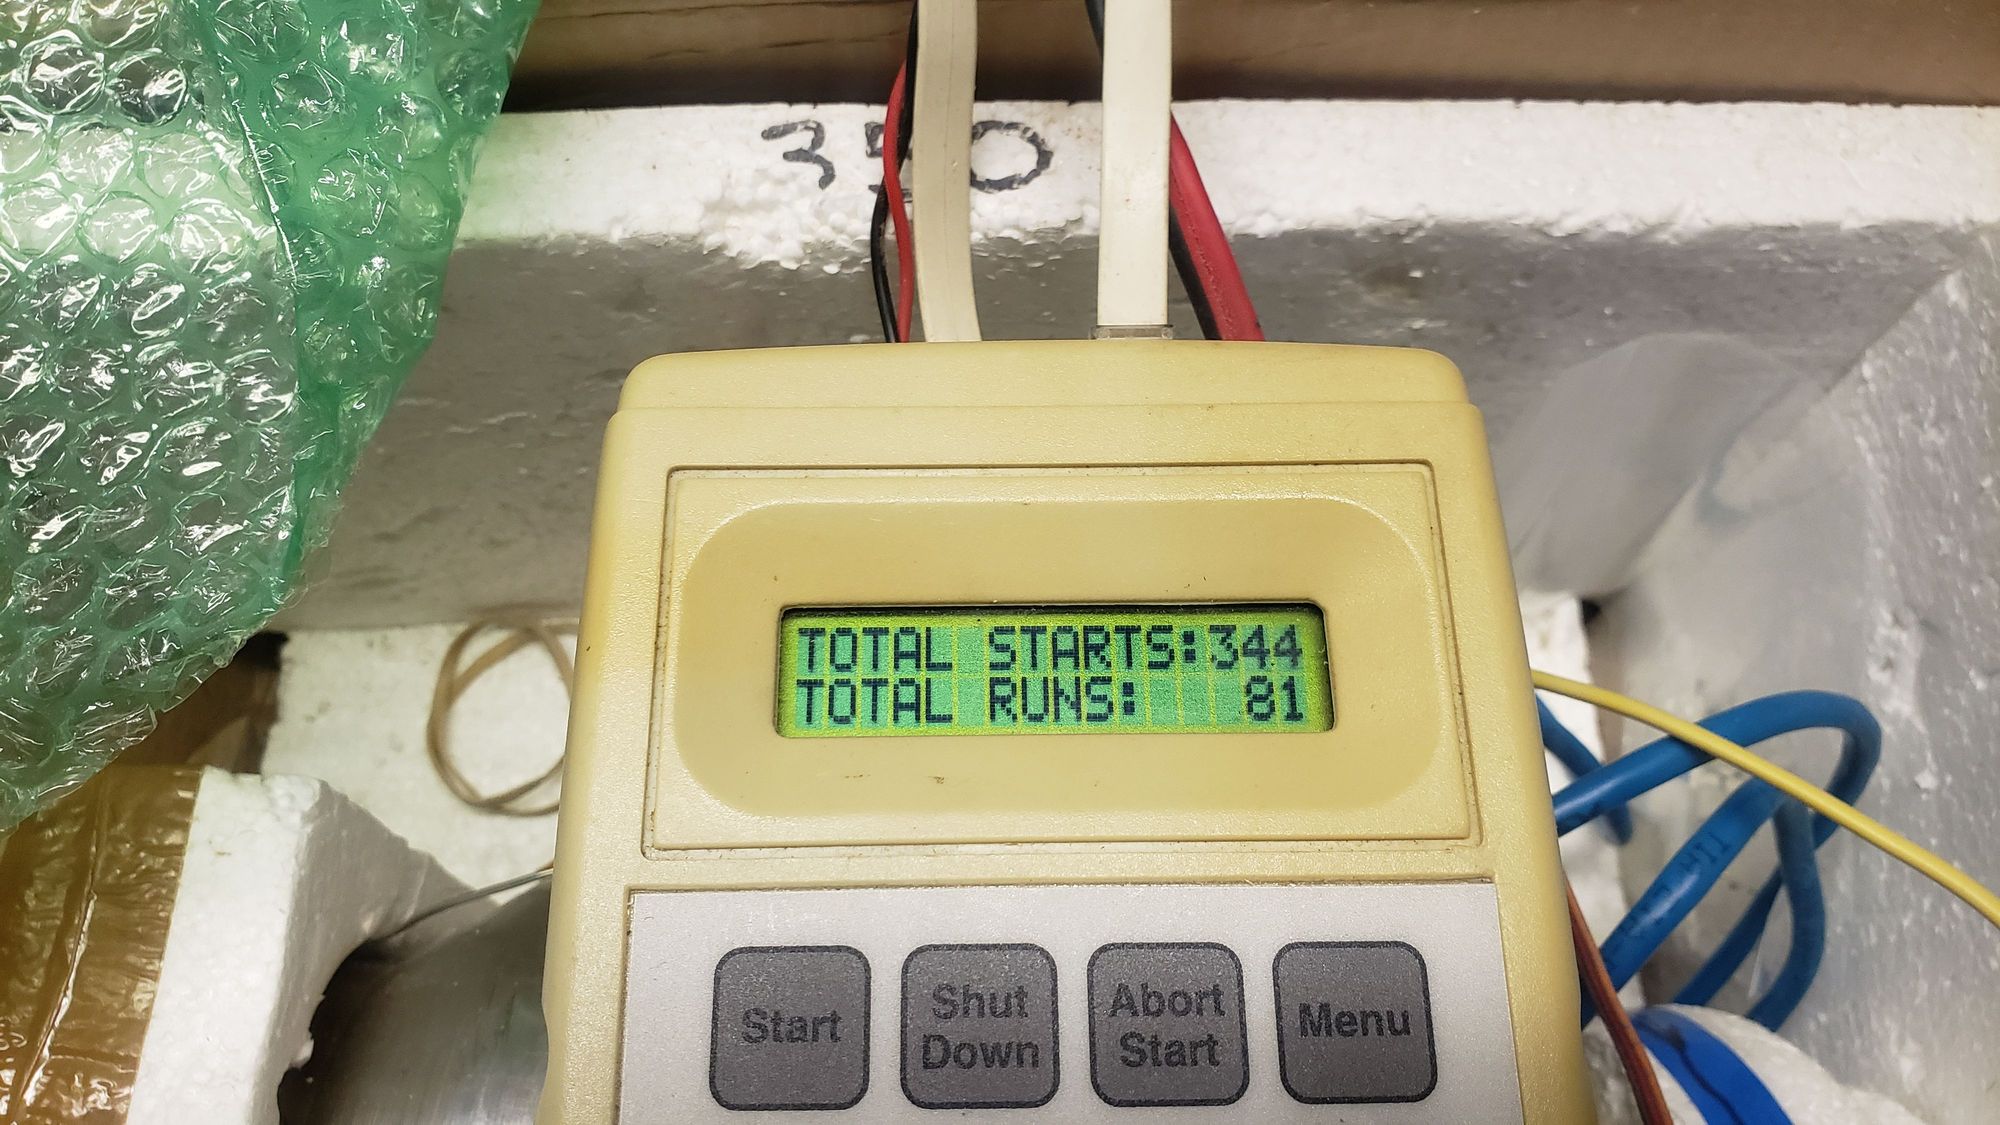 350
TOTAL STARTS:344
TOTAL RUNS: 81
Start
Shut
Down
Abort
Start
Menu